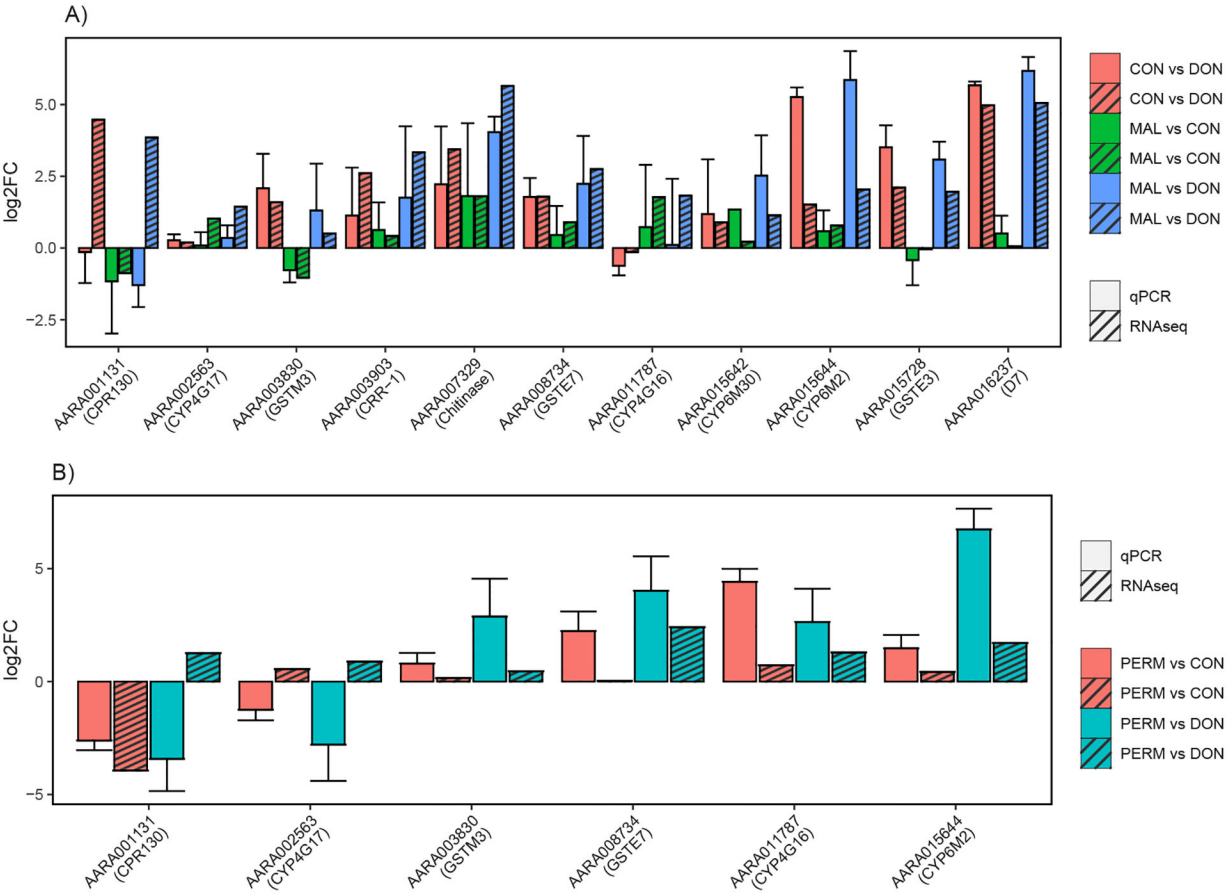 A)
log2FC
5.0
2.5
0.0
−2.5
AARA001131
(CPR130)
AARA002563
(CYP4G17)
AARA003830
(GSTM3)
AARA003903
(CRR−1)
AARA007329
(Chitinase)
AARA008734
(GSTE7)
AARA011787
(CYP4G16)
AARA015642
(CYP6M30)
AARA015644
(CYP6M2)
AARA015728
(GSTE3)
AARA016237
(D7)
CON vs DON
CON vs DON
MAL vs CON
MAL vs CON
MAL vs DON
MAL vs DON
qPCR
RNAseq
B)
log2FC
5
0
−5
AARA001131
(CPR130)
AARA002563
(CYP4G17)
AARA003830
(GSTM3)
AARA008734
(GSTE7)
AARA011787
(CYP4G16)
AARA015644
(CYP6M2)
qPCR
RNAseq
PERM vs CON
PERM vs CON
PERM vs DON
PERM vs DON